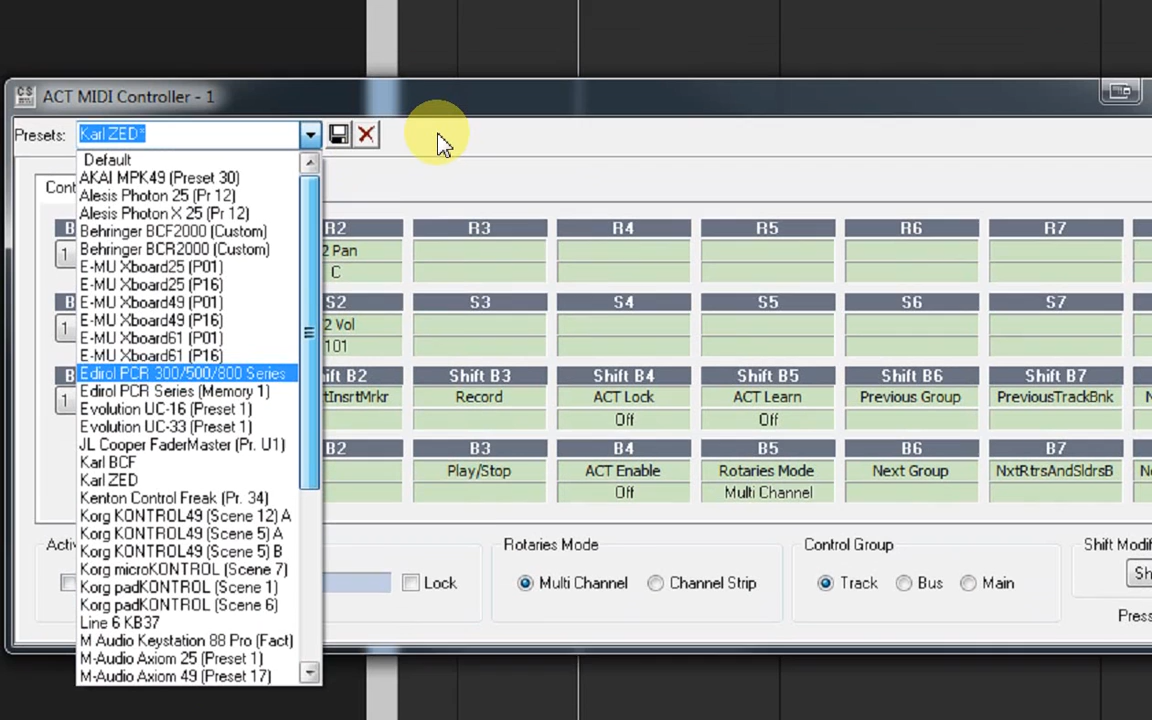 ACT MIDI Controller - 1
Presets: Karl ZED*
Default
AKAI MPK49 (Preset 30)
Alesis Photon 25 (Pr 12)
Alesis Photon X 25 (Pr 12)
Behringer BCF2000 (Custom)
Behringer BCR2000 (Custom)
E-MU Xboard25 (P01)
E-MU Xboard25 (P16)
E-MU Xboard49 (P01)
E-MU Xboard49 (P16)
E-MU Xboard61 (P01)
E-MU Xboard61 (P16)
Edirol PCR 300/500/800 Series
Edirol PCR Series (Memory 1)
Evolution UC-16 (Preset 1)
Evolution UC-33 (Preset 1)
JL Cooper FaderMaster (Pr. U1)
Karl BCF
Karl ZED
Kenton Control Freak (Pr. 34)
Korg KONTROL49 (Scene 12) A
Korg KONTROL49 (Scene 5) A
Korg KONTROL49 (Scene 5) B
Korg microKONTROL (Scene 7)
Korg padKONTROL (Scene 1)
Korg padKONTROL (Scene 6)
Line 6 KB37
M Audio Keystation 88 Pro (Fact)
M-Audio Axiom 25 (Preset 1)
M-Audio Axiom 49 (Preset 17)
Cont
B R2 R3 R4 R5 R6 R7
1 2 Pan
C
B S2 S3 S4 S5 S6 S7
1 2 Vol
101
B ift B2 Shift B3 Shift B4 Shift B5 Shift B6 Shift B7
1 tInsrtMrkr Record ACT Lock ACT Learn Previous Group PreviousTrackBnk
Off Off
B2 B3 B4 B5 B6 B7
Play/Stop ACT Enable Rotaries Mode Next Group NxtRtrsAndSldrsB
Off Multi Channel
Activ Rotaries Mode Control Group Shift Modi
Lock Multi Channel Channel Strip Track Bus Main Sh
Press